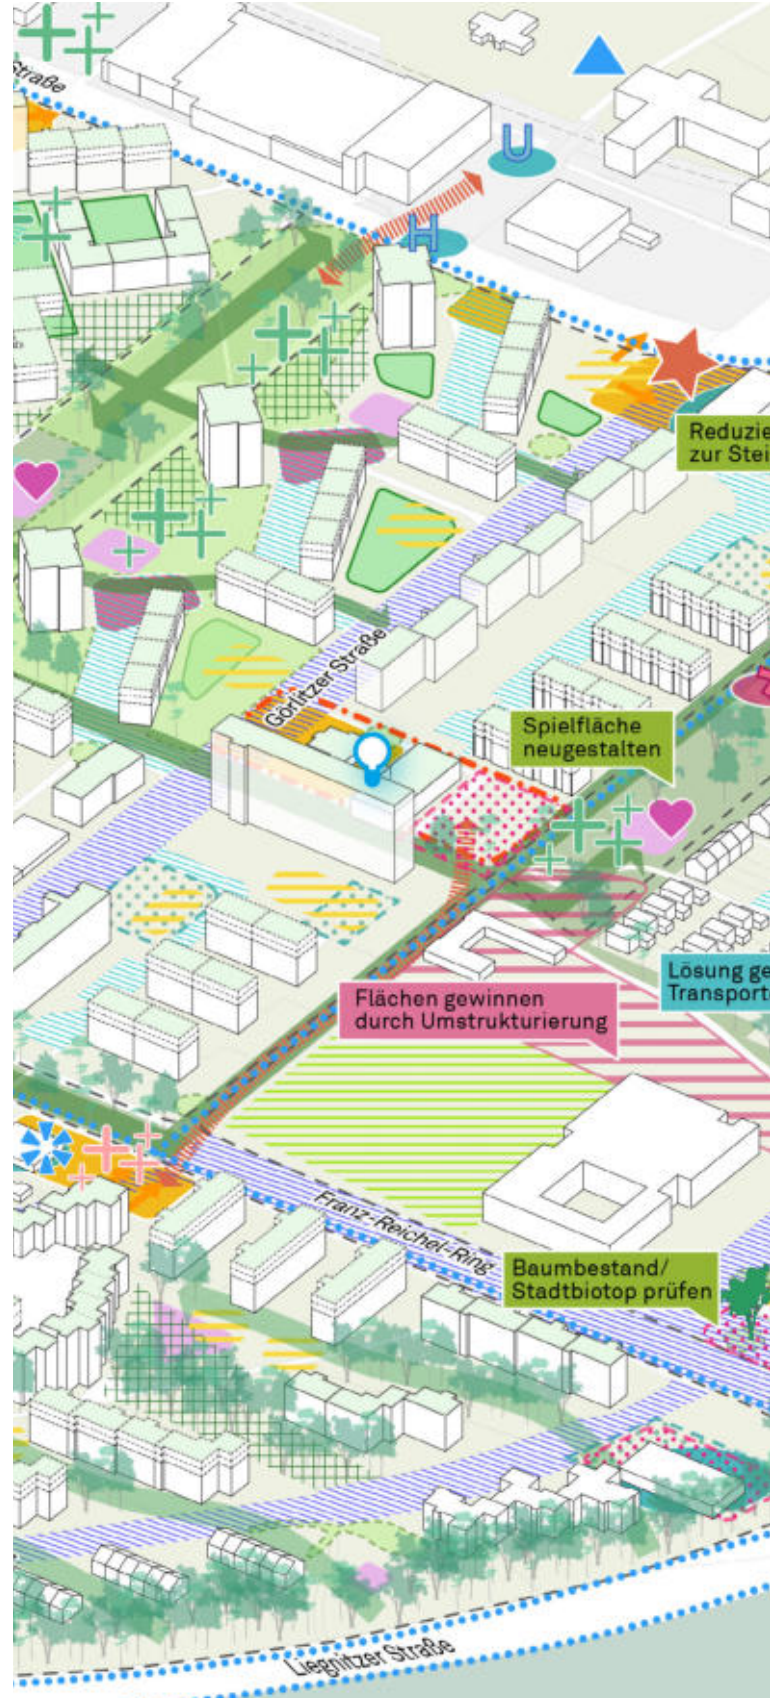 Straße
U
H
Reduzie
zur Stei
Görlitzer Straße
Spielfläche
neugestalten
Lösung ge
Transport
Flächen gewinnen
durch Umstrukturierung
Franz-Reichel-Ring
Baumbestand/
Stadtbiotop prüfen
Liegnitzer Straße